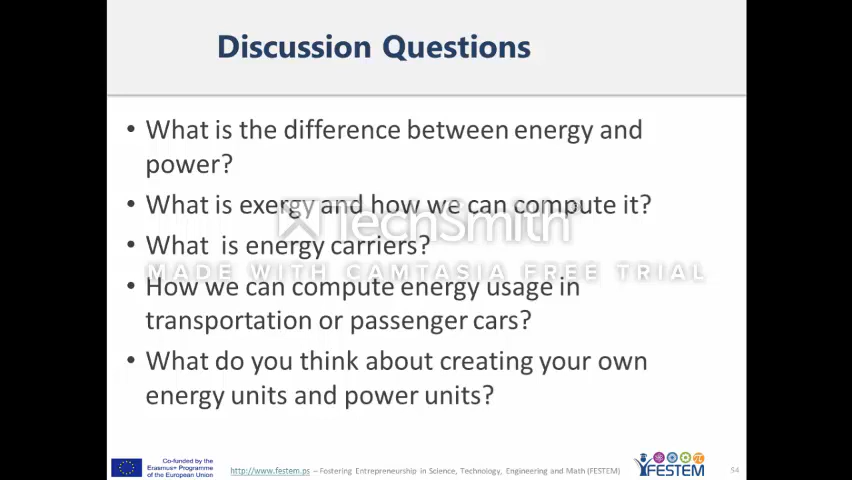 Discussion Questions
• What is the difference between energy and
power?
• What is exergy and how we can compute it?
TechSmith
• What is energy carriers?
MADE WITH CAMTASIA FREE TRIAL
• How we can compute energy usage in
transportation or passenger cars?
• What do you think about creating your own
energy units and power units?
Co-funded by the
Erasmus+ Programme
of the European Union
http://www.festem.ps – Fostering Entrepreneurship in Science, Technology, Engineering and Math (FESTEM)
FESTEM
54